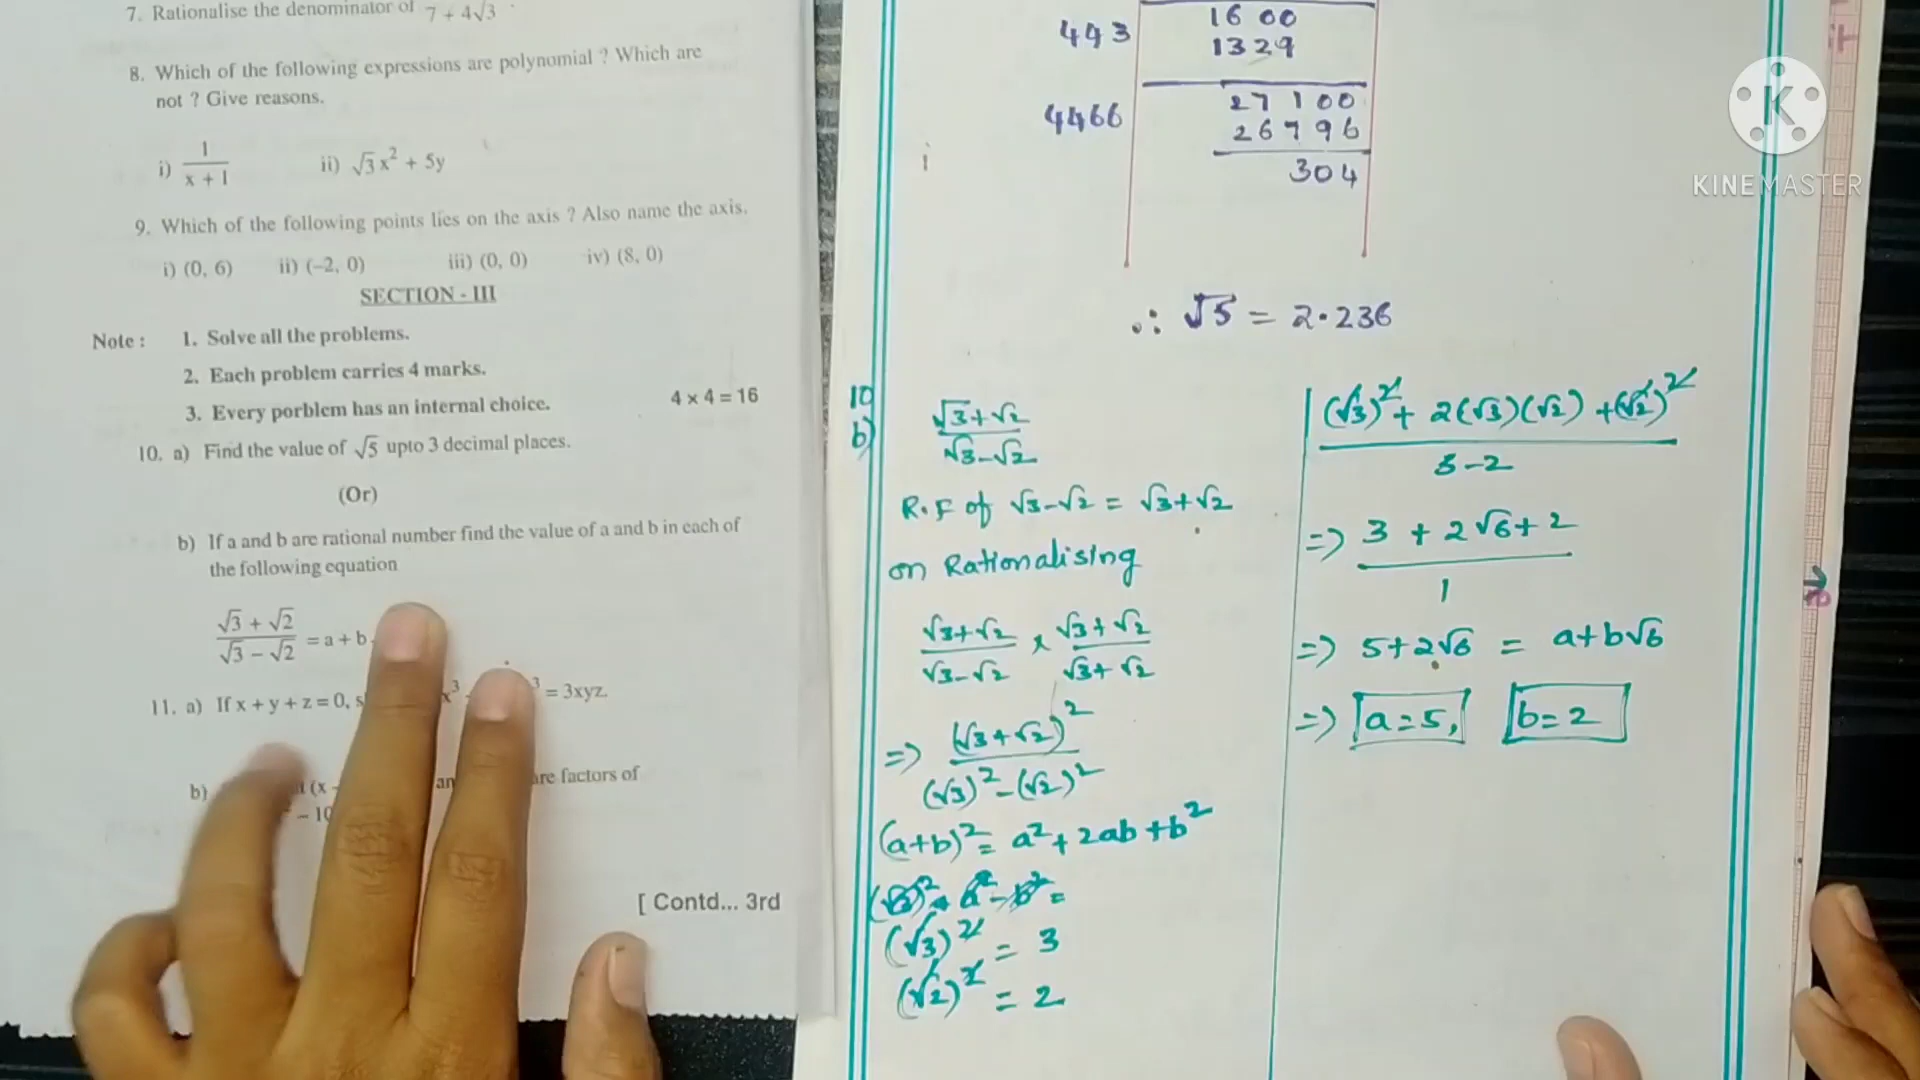 7. Rationalise the denominator of 7 + 4√3 .
8. Which of the following expressions are polynomial ? Which are
not ? Give reasons.
i) 1/(x + 1) ii) √3 x² + 5y
9. Which of the following points lies on the axis ? Also name the axis.
i) (0, 6) ii) (–2, 0) iii) (0, 0) iv) (8, 0)
SECTION - III
Note : 1. Solve all the problems.
2. Each problem carries 4 marks.
3. Every porblem has an internal choice. 4 × 4 = 16
10. a) Find the value of √5 upto 3 decimal places.
(Or)
b) If a and b are rational number find the value of a and b in each of
the following equation
(√3 + √2)/(√3 – √2) = a + b
11. a) If x + y + z = 0, s x³ ³ = 3xyz.
b) (x an are factors of
– 10
[ Contd... 3rd
443 1600
1329
4466 27100
26796
304
∴ √5 = 2.236
10
b) (√3+√2)/(√3-√2)
R.F of √3-√2 = √3+√2
on Rationalising
(√3+√2)/(√3-√2) × (√3+√2)/(√3+√2)
=> (√3+√2)²/((√3)²-(√2)²)
(a+b)² = a²+2ab+b²
(√3)² = 3
(√2)² = 2
((√3)² + 2(√3)(√2) + (√2)²)/(3-2)
=> (3 + 2√6 + 2)/1
=> 5+2√6 = a+b√6
=> a=5, b=2
K
KINEMASTER